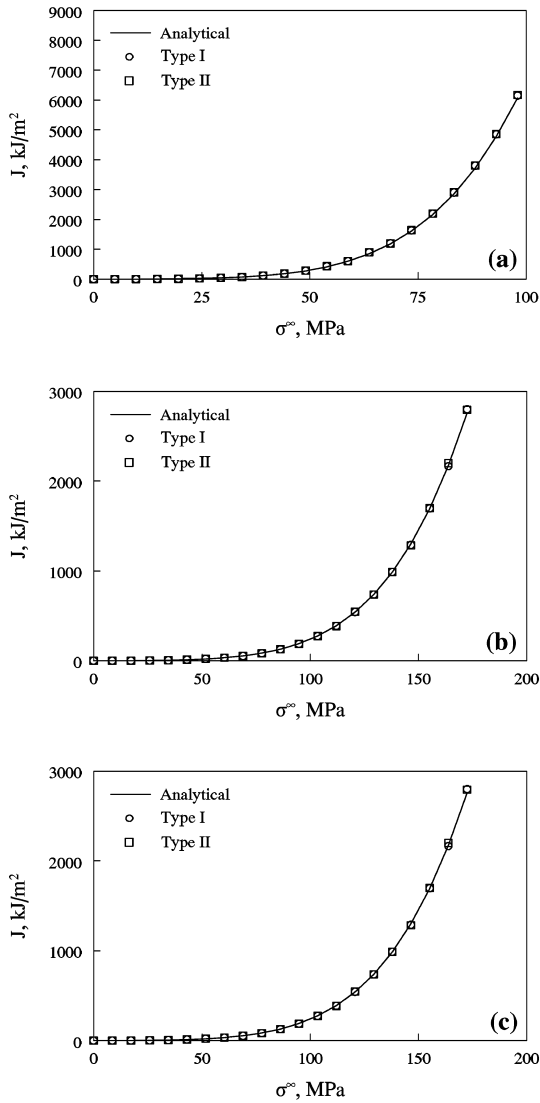 9000
8000
7000
6000
5000
4000
3000
2000
1000
0
J, kJ/m²
Analytical
Type I
Type II
(a)
0 25 50 75 100
σ∞, MPa
3000
2000
1000
0
J, kJ/m²
Analytical
Type I
Type II
(b)
0 50 100 150 200
σ∞, MPa
3000
2000
1000
0
J, kJ/m²
Analytical
Type I
Type II
(c)
0 50 100 150 200
σ∞, MPa